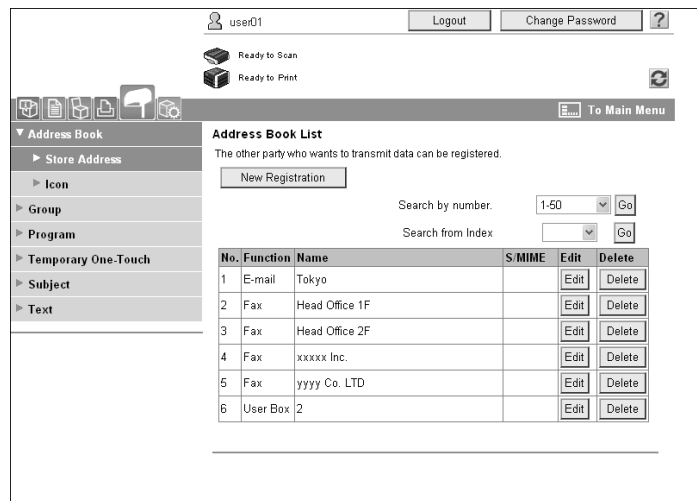 user01 Logout Change Password ?
Ready to Scan
Ready to Print
To Main Menu
Address Book
Store Address
Icon
Group
Program
Temporary One-Touch
Subject
Text
Address Book List
The other party who wants to transmit data can be registered.
New Registration
Search by number. 1-50 Go
Search from Index Go
No. Function Name S/MIME Edit Delete
1 E-mail Tokyo Edit Delete
2 Fax Head Office 1F Edit Delete
3 Fax Head Office 2F Edit Delete
4 Fax xxxxx Inc. Edit Delete
5 Fax yyyy Co. LTD Edit Delete
6 User Box 2 Edit Delete